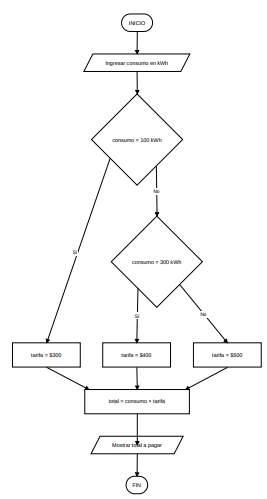 INICIO
Ingresar consumo en kWh
consumo = 100 kWh
No
Sí
consumo = 300 kWh
Sí
No
tarifa = $300
tarifa = $400
tarifa = $500
total = consumo × tarifa
Mostrar total a pagar
FIN